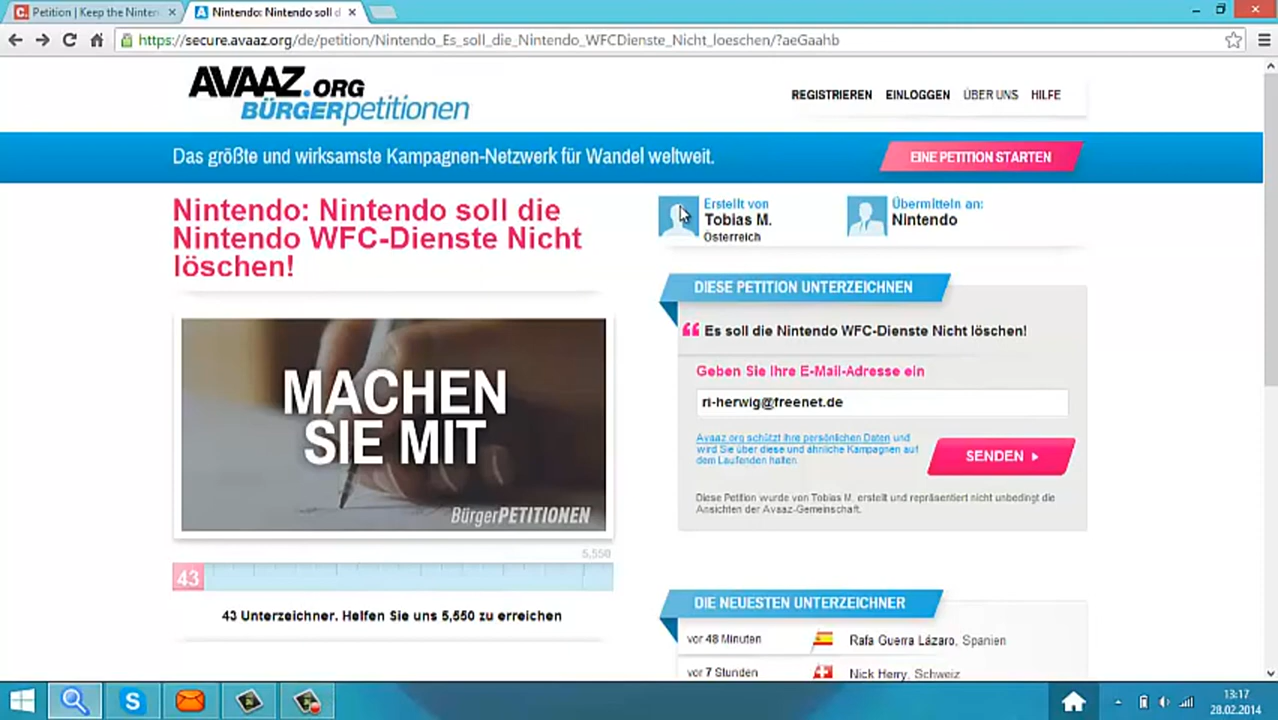 Petition | Keep the Ninten
Nintendo: Nintendo soll d
https://secure.avaaz.org/de/petition/Nintendo_Es_soll_die_Nintendo_WFCDienste_Nicht_loeschen/?aeGaahb
AVAAZ.ORG
BÜRGERpetitionen
REGISTRIEREN EINLOGGEN ÜBER UNS HILFE
Das größte und wirksamste Kampagnen-Netzwerk für Wandel weltweit.
EINE PETITION STARTEN
Nintendo: Nintendo soll die
Nintendo WFC-Dienste Nicht
löschen!
Erstellt von
Tobias M.
Österreich
Übermitteln an:
Nintendo
MACHEN
SIE MIT
BürgerPETITIONEN
5,550
43
43 Unterzeichner. Helfen Sie uns 5,550 zu erreichen
DIESE PETITION UNTERZEICHNEN
Es soll die Nintendo WFC-Dienste Nicht löschen!
Geben Sie Ihre E-Mail-Adresse ein
ri-herwig@freenet.de
Avaaz.org schützt Ihre persönlichen Daten und
wird Sie über diese und ähnliche Kampagnen auf
dem Laufenden halten.
SENDEN
Diese Petition wurde von Tobias M. erstellt und repräsentiert nicht unbedingt die
Ansichten der Avaaz-Gemeinschaft.
DIE NEUESTEN UNTERZEICHNER
vor 48 Minuten Rafa Guerra Lázaro, Spanien
vor 7 Stunden Nick Herry, Schweiz
13:17
28.02.2014